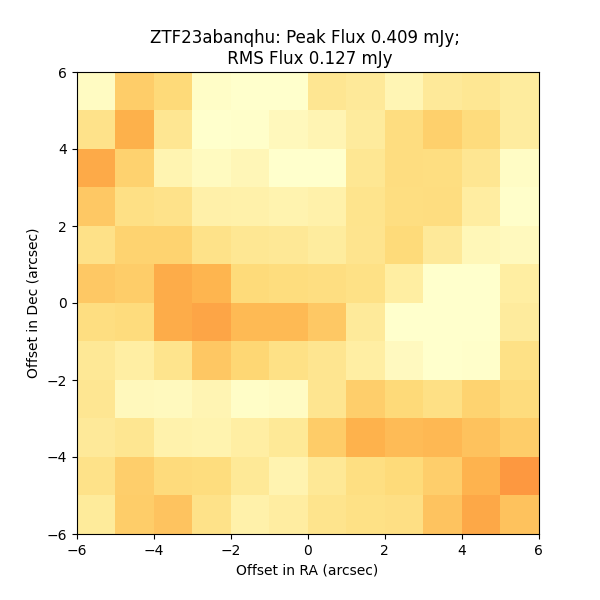 ZTF23abanqhu: Peak Flux 0.409 mJy;
RMS Flux 0.127 mJy
6
4
2
0
−2
−4
−6
Offset in Dec (arcsec)
−6 −4 −2 0 2 4 6
Offset in RA (arcsec)